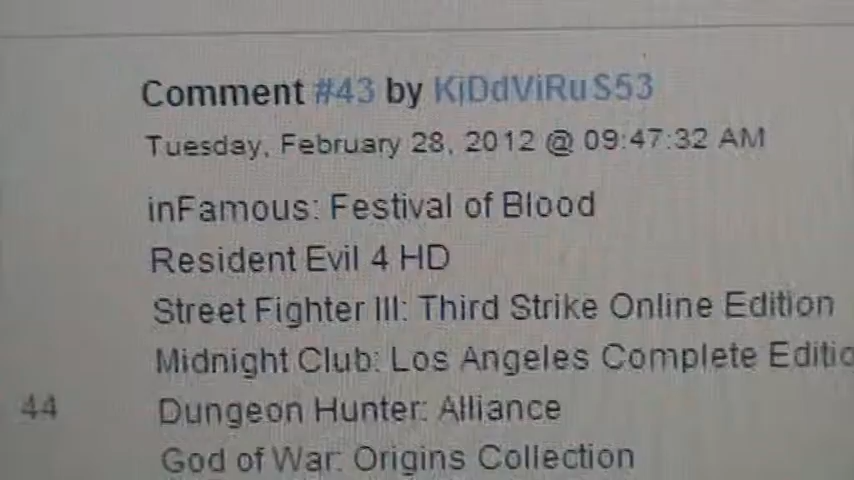 Comment #43 by KiDdViRuS53
Tuesday, February 28, 2012 @ 09:47:32 AM
inFamous: Festival of Blood
Resident Evil 4 HD
Street Fighter III: Third Strike Online Edition
Midnight Club: Los Angeles Complete Editio
44
Dungeon Hunter: Alliance
God of War: Origins Collection